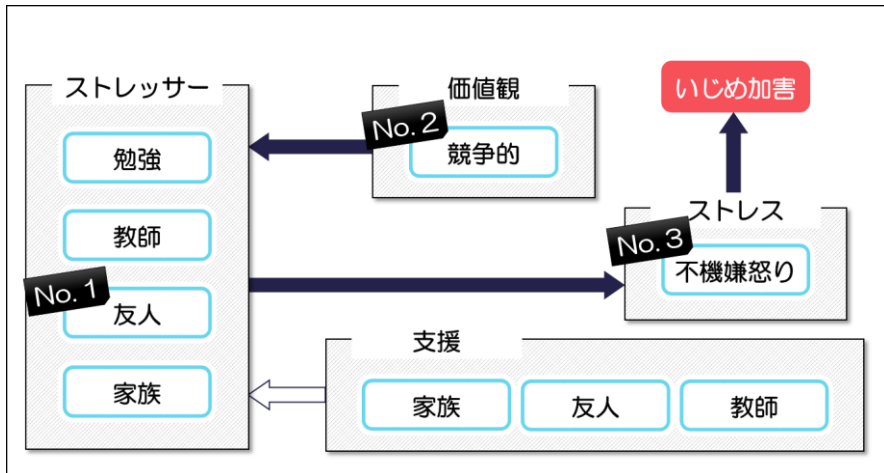 ストレッサー
勉強
教師
No. 1
友人
家族
価値観
No. 2
競争的
いじめ加害
ストレス
No. 3
不機嫌怒り
支援
家族
友人
教師